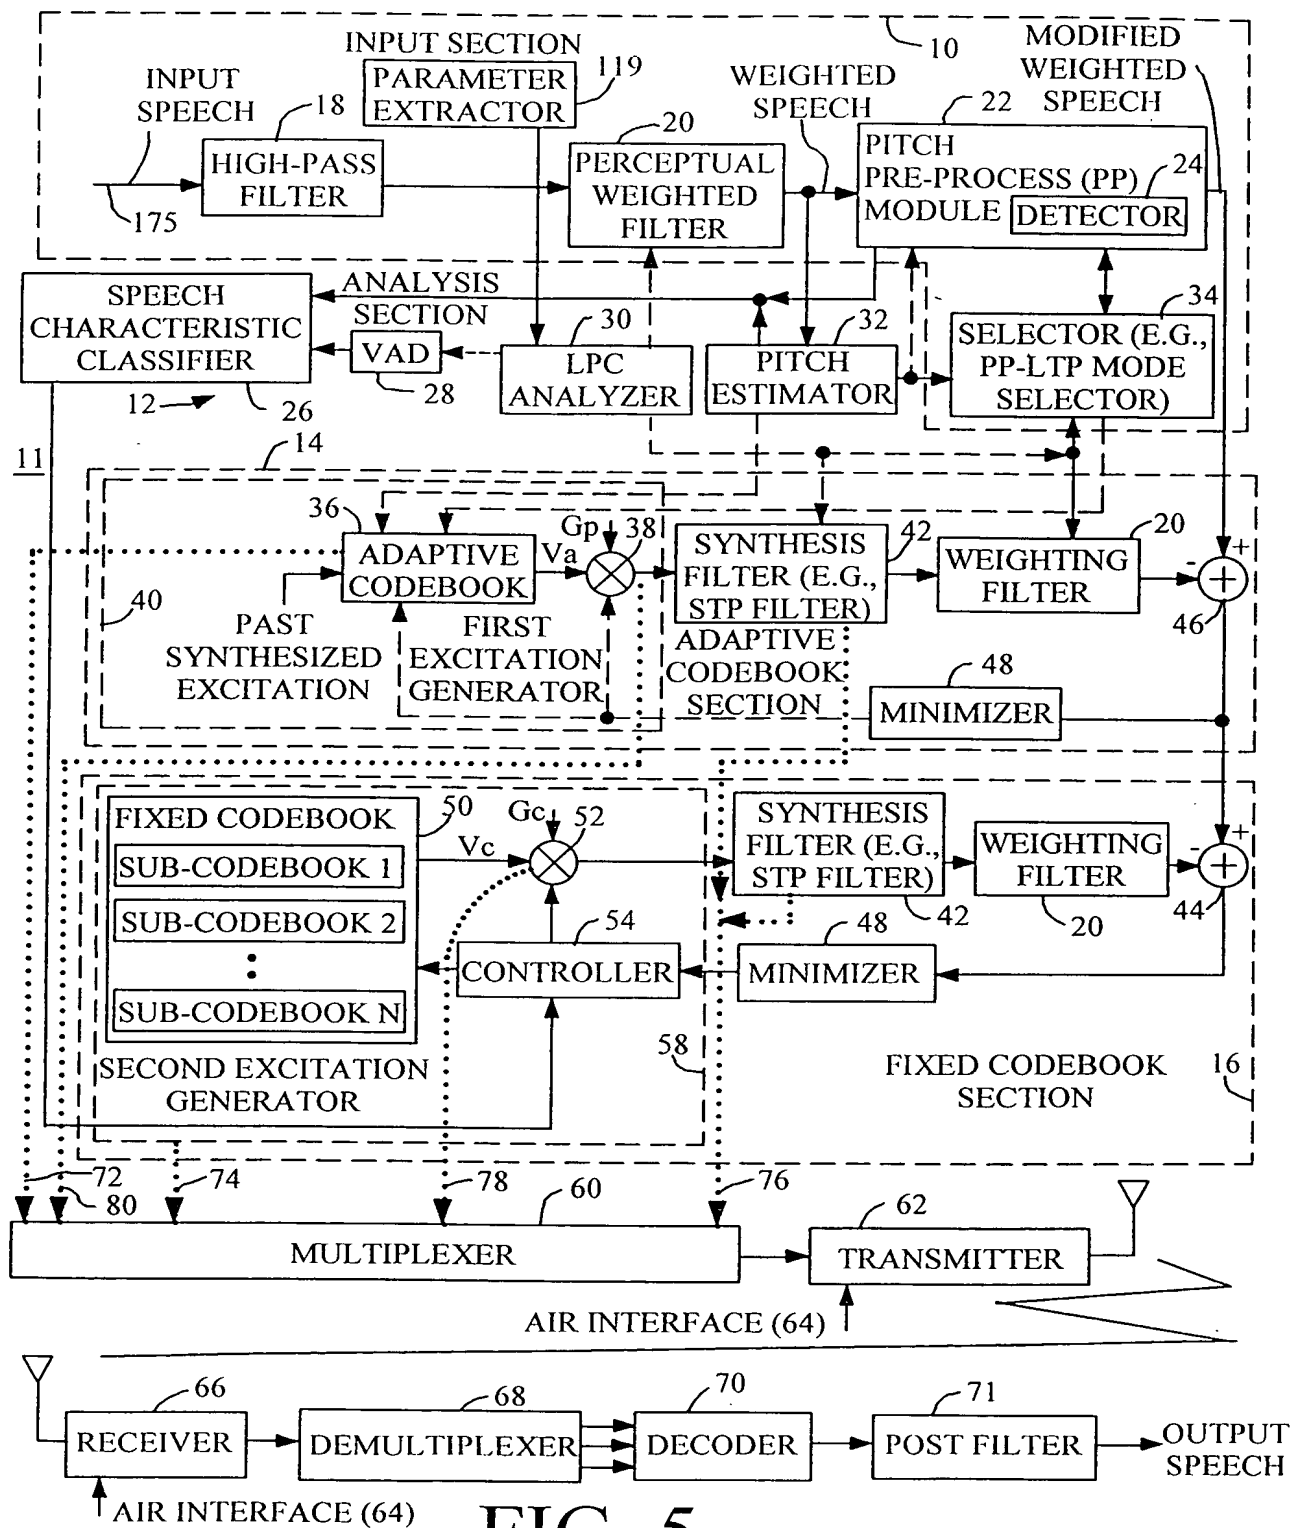 10
INPUT SECTION
MODIFIED
WEIGHTED
SPEECH
INPUT
SPEECH
PARAMETER
EXTRACTOR
119
WEIGHTED
SPEECH
18
20
22
HIGH-PASS
FILTER
PERCEPTUAL
WEIGHTED
FILTER
PITCH
PRE-PROCESS (PP)
MODULE
24
DETECTOR
175
SPEECH
CHARACTERISTIC
CLASSIFIER
ANALYSIS
SECTION
VAD
28
30
LPC
ANALYZER
32
PITCH
ESTIMATOR
34
SELECTOR (E.G.,
PP-LTP MODE
SELECTOR)
12
26
11
14
36
ADAPTIVE
CODEBOOK
Va
Gp
38
SYNTHESIS
FILTER (E.G.,
STP FILTER)
42
WEIGHTING
FILTER
20
+
-
46
40
PAST
SYNTHESIZED
EXCITATION
FIRST
EXCITATION
GENERATOR
ADAPTIVE
CODEBOOK
SECTION
48
MINIMIZER
FIXED CODEBOOK
50
SUB-CODEBOOK 1
SUB-CODEBOOK 2
SUB-CODEBOOK N
Vc
Gc
52
SYNTHESIS
FILTER (E.G.,
STP FILTER)
42
WEIGHTING
FILTER
20
+
-
44
54
CONTROLLER
48
MINIMIZER
SECOND EXCITATION
GENERATOR
58
FIXED CODEBOOK
SECTION
16
72
80
74
78
60
76
MULTIPLEXER
62
TRANSMITTER
AIR INTERFACE (64)
66
RECEIVER
68
DEMULTIPLEXER
70
DECODER
71
POST FILTER
OUTPUT
SPEECH
AIR INTERFACE (64)
FIG. 5